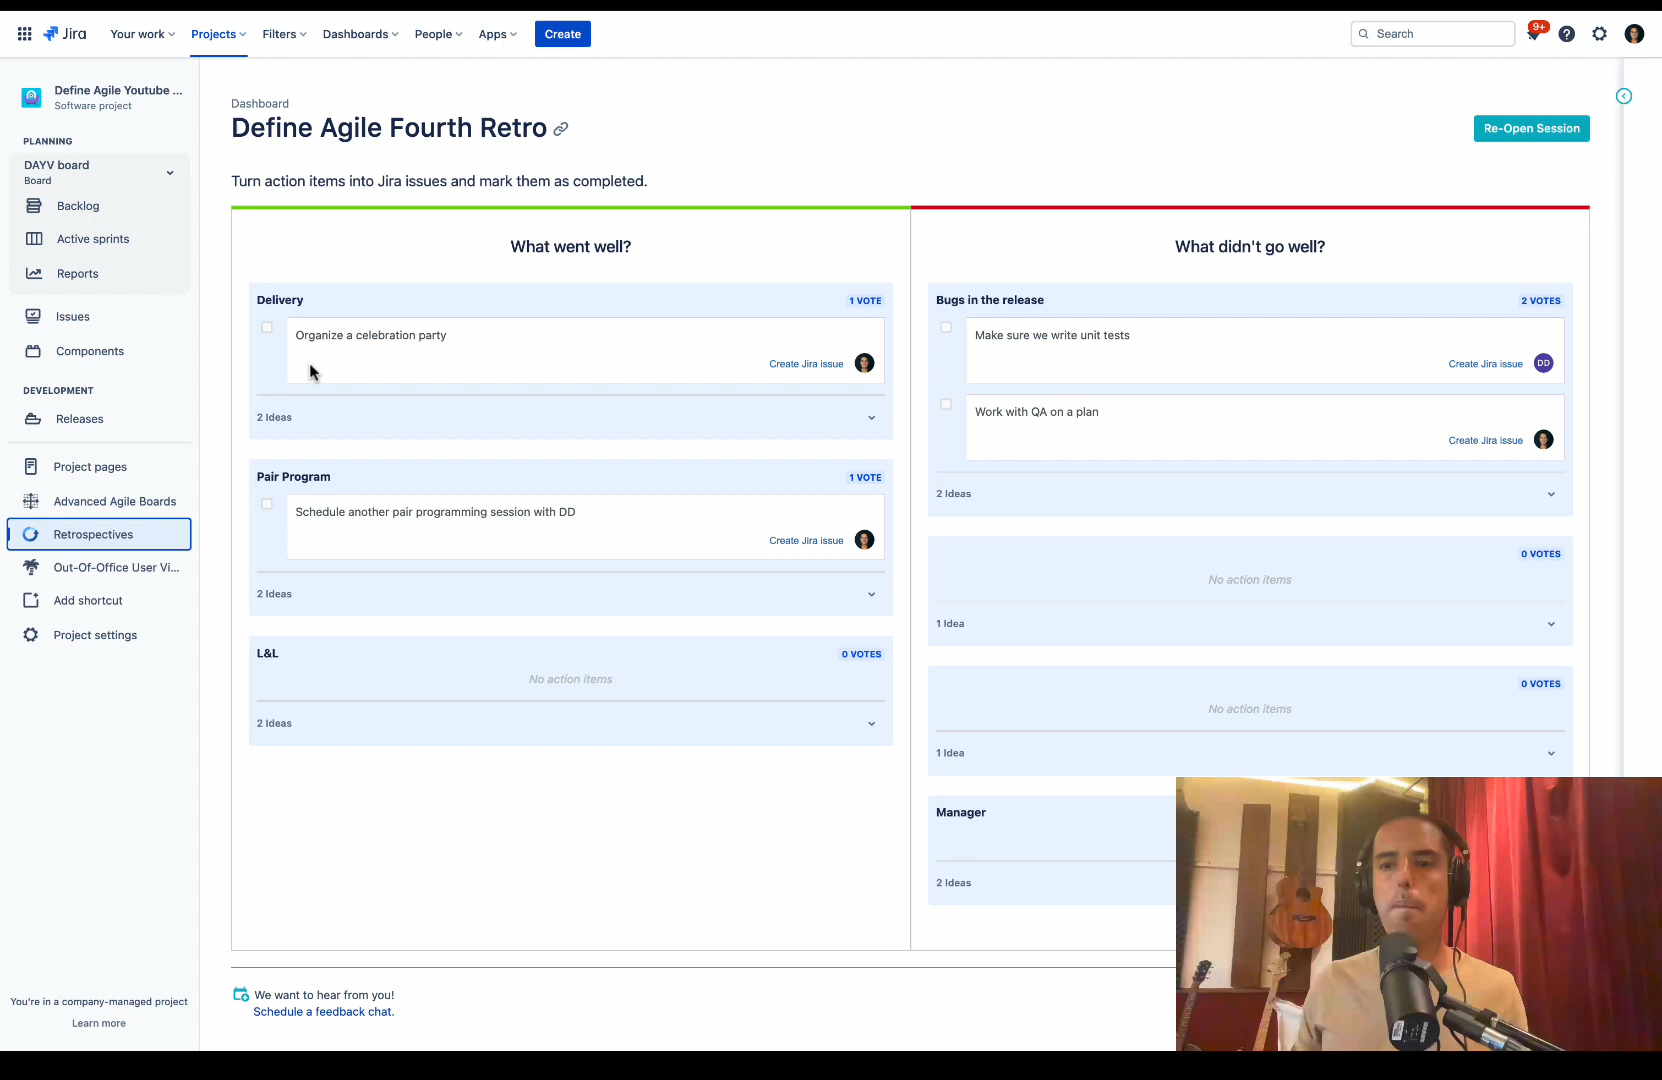 Jira
Your work
Projects
Filters
Dashboards
People
Apps
Create
Search
9+
Define Agile Youtube ...
Software project
PLANNING
DAYV board
Board
Backlog
Active sprints
Reports
Issues
Components
DEVELOPMENT
Releases
Project pages
Advanced Agile Boards
Retrospectives
Out-Of-Office User Vi...
Add shortcut
Project settings
You're in a company-managed project
Learn more
Dashboard
Define Agile Fourth Retro
Re-Open Session
Turn action items into Jira issues and mark them as completed.
What went well?
Delivery
1 VOTE
Organize a celebration party
Create Jira issue
2 Ideas
Pair Program
1 VOTE
Schedule another pair programming session with DD
Create Jira issue
2 Ideas
L&L
0 VOTES
No action items
2 Ideas
What didn't go well?
Bugs in the release
2 VOTES
Make sure we write unit tests
Create Jira issue
DD
Work with QA on a plan
Create Jira issue
2 Ideas
0 VOTES
No action items
1 Idea
0 VOTES
No action items
1 Idea
Manager
2 Ideas
We want to hear from you!
Schedule a feedback chat.